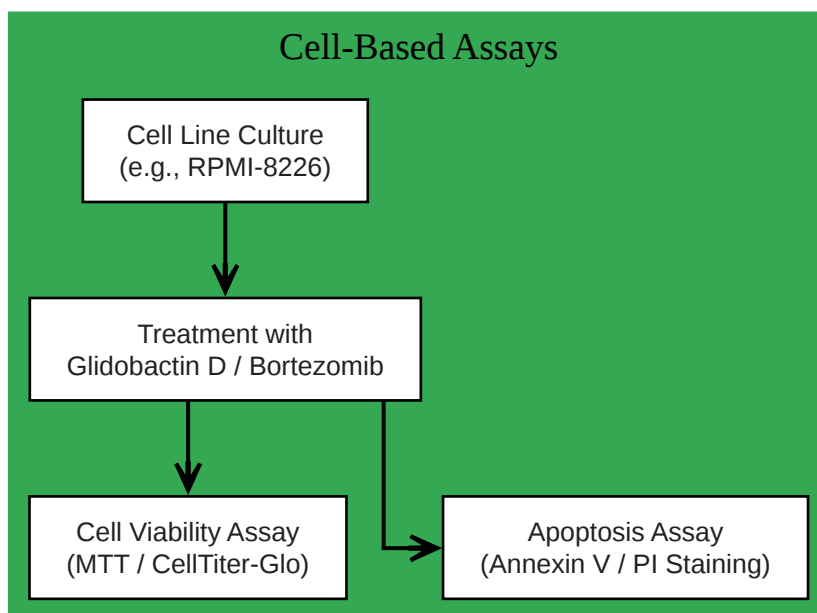 Cell-Based Assays
Cell Line Culture
(e.g., RPMI-8226)
Treatment with
Glidobactin D / Bortezomib
Cell Viability Assay
(MTT / CellTiter-Glo)
Apoptosis Assay
(Annexin V / PI Staining)